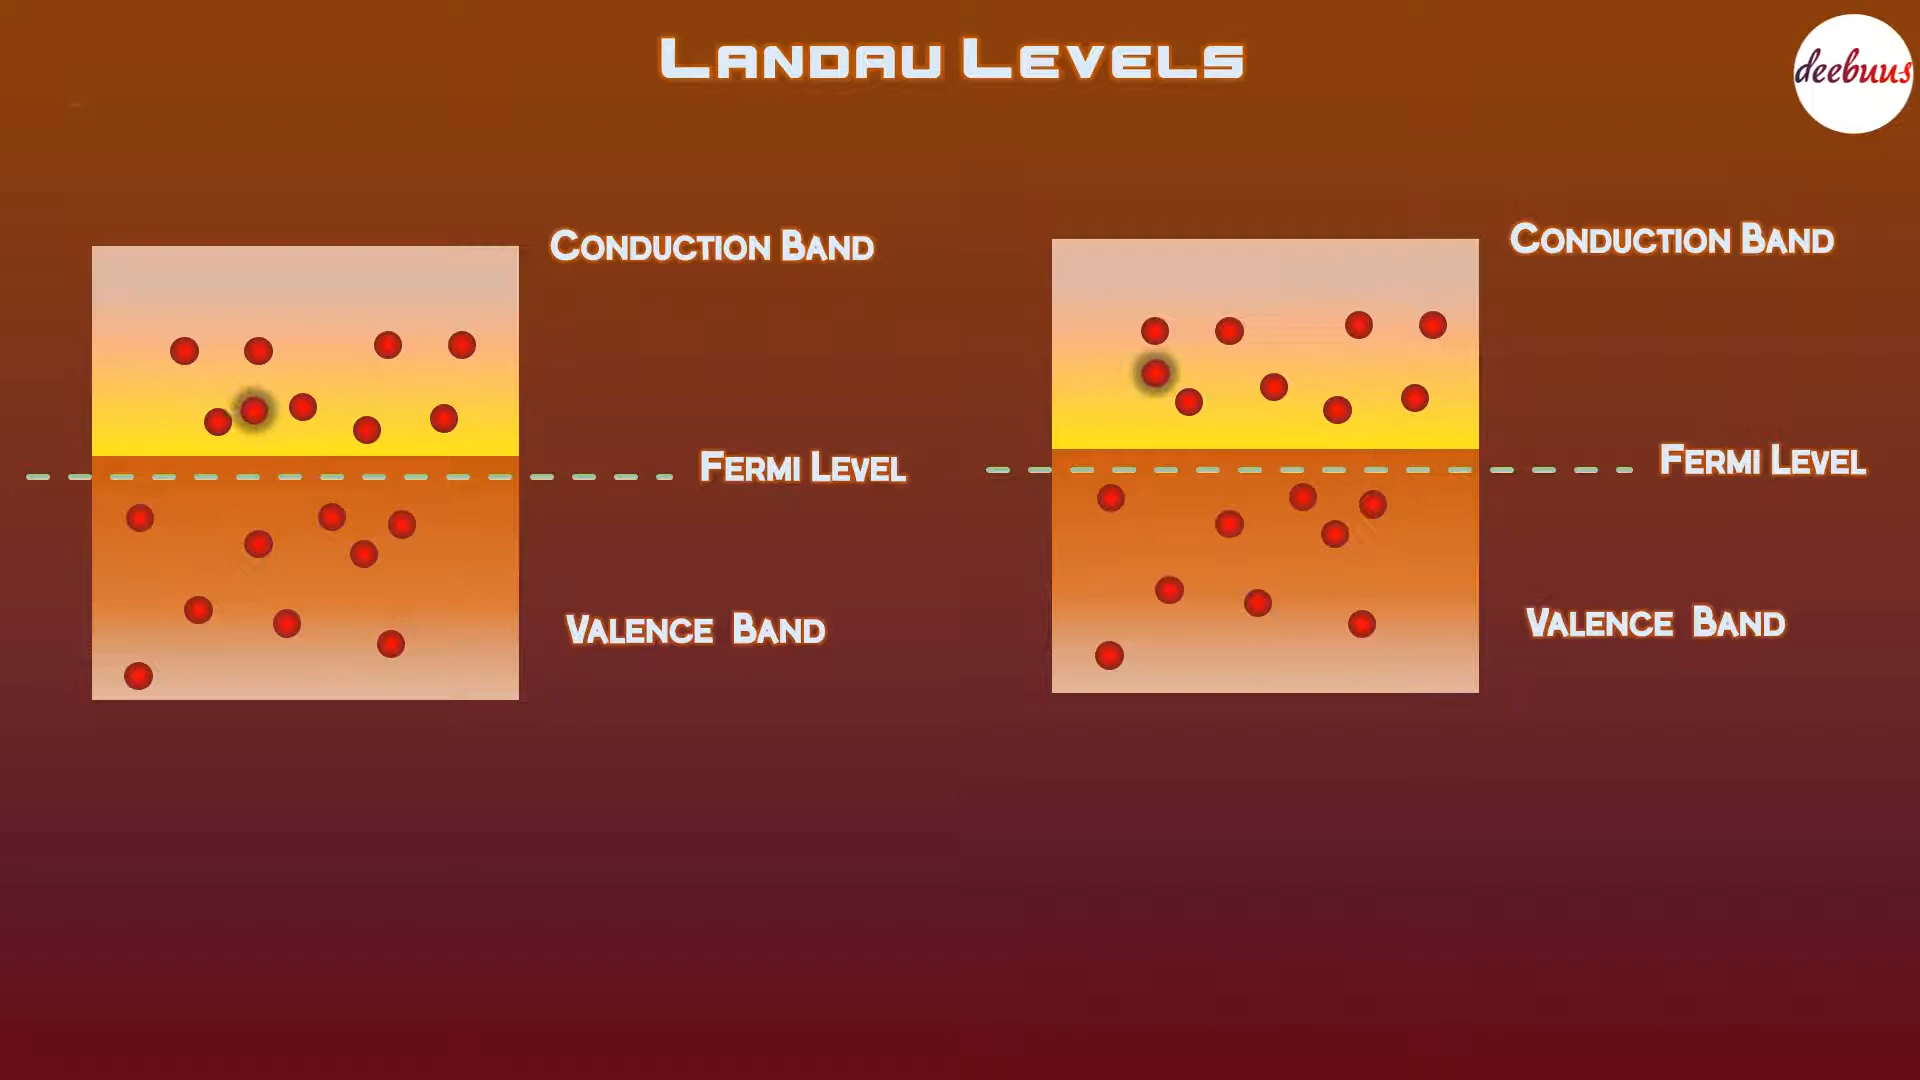 LANDAU LEVELS
deebuus
CONDUCTION BAND
FERMI LEVEL
VALENCE BAND
CONDUCTION BAND
FERMI LEVEL
VALENCE BAND